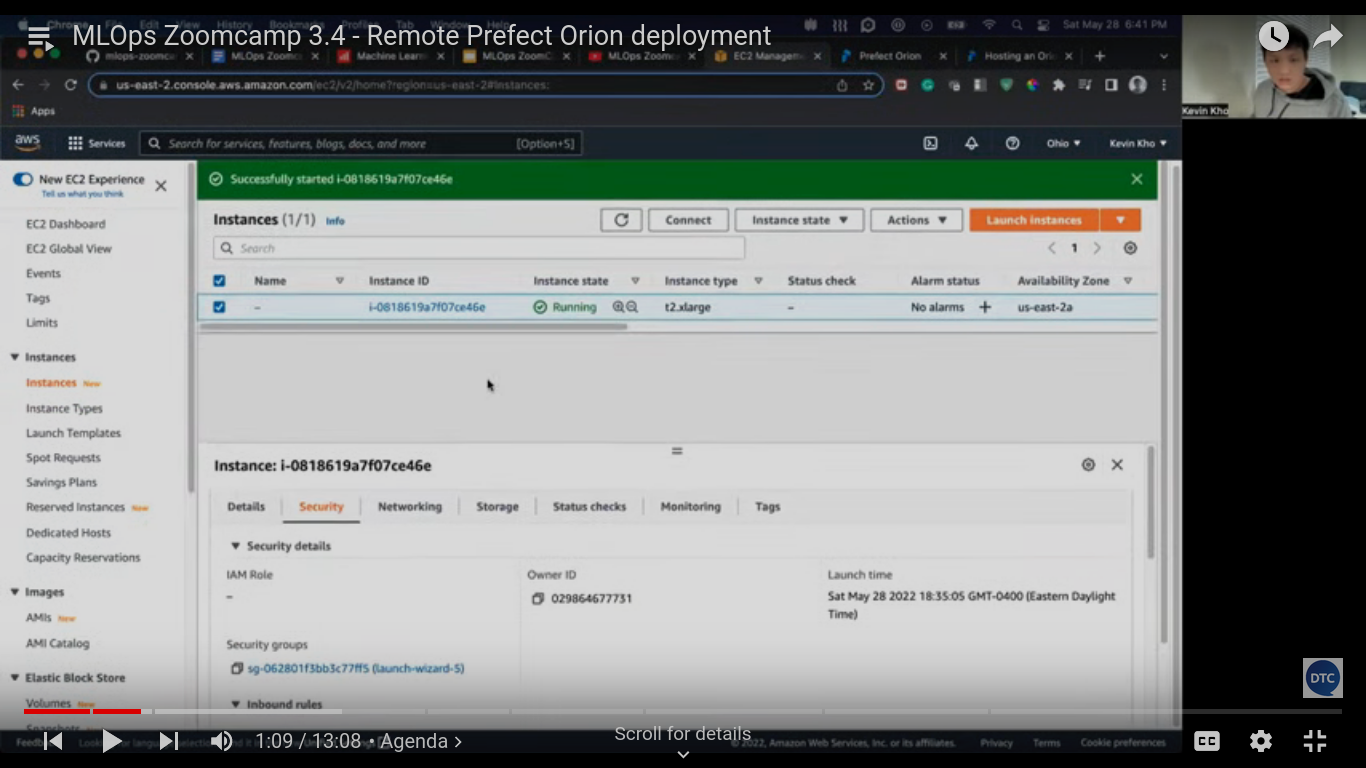 Chrome File Edit View History Bookmarks Profiles Tab Window Help Sat May 28 6:41 PM
MLOps Zoomcamp 3.4 - Remote Prefect Orion deployment
mlops-zoomca MLOps Zoomc Machine Lear MLOps ZoomC MLOps Zoomc EC2 Managem Prefect Orion Hosting an Ori
us-east-2.console.aws.amazon.com/ec2/v2/home?region=us-east-2#Instances:
Apps
Kevin Kho
aws Services Search for services, features, blogs, docs, and more [Option+S] Ohio Kevin Kho
New EC2 Experience
Tell us what you think
Successfully started i-0818619a7f07ce46e
EC2 Dashboard
EC2 Global View
Events
Tags
Limits
Instances
Instances New
Instance Types
Launch Templates
Spot Requests
Savings Plans
Reserved Instances New
Dedicated Hosts
Capacity Reservations
Images
AMIs New
AMI Catalog
Elastic Block Store
Volumes New
Snapshots
Instances (1/1) Info Connect Instance state Actions Launch instances
Search 1
Name Instance ID Instance state Instance type Status check Alarm status Availability Zone
– i-0818619a7f07ce46e Running t2.xlarge – No alarms + us-east-2a
Instance: i-0818619a7f07ce46e
Details Security Networking Storage Status checks Monitoring Tags
Security details
IAM Role Owner ID Launch time
– 029864677731 Sat May 28 2022 18:35:05 GMT-0400 (Eastern Daylight
Time)
Security groups
sg-062801f3bb3c77ff5 (launch-wizard-5)
Inbound rules
DTC
1:09 / 13:08 • Agenda
Scroll for details
CC
© 2022, Amazon Web Services, Inc. or its affiliates. Privacy Terms Cookie preferences